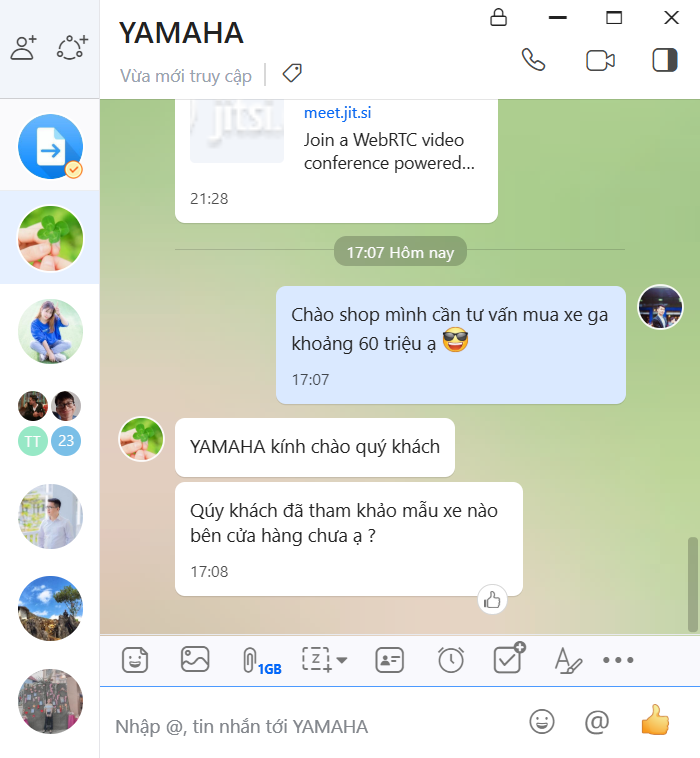 YAMAHA
Vừa mới truy cập
jitsi
meet.jit.si
Join a WebRTC video
conference powered...
21:28
17:07 Hôm nay
Chào shop mình cần tư vấn mua xe ga
khoảng 60 triệu ạ 😎
17:07
YAMAHA kính chào quý khách
Qúy khách đã tham khảo mẫu xe nào
bên cửa hàng chưa ạ ?
17:08
TT
23
1GB
Z
Nhập @, tin nhắn tới YAMAHA